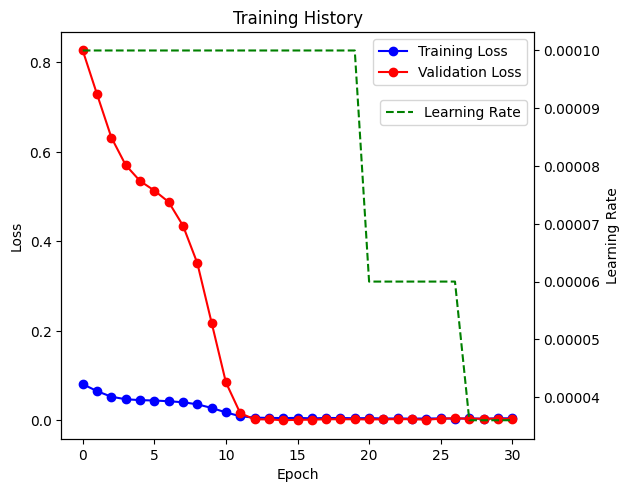 Training History
Training Loss
Validation Loss
Learning Rate
Loss
0.8
0.6
0.4
0.2
0.0
0.00010
0.00009
0.00008
0.00007
0.00006
0.00005
0.00004
Learning Rate
0 5 10 15 20 25 30
Epoch